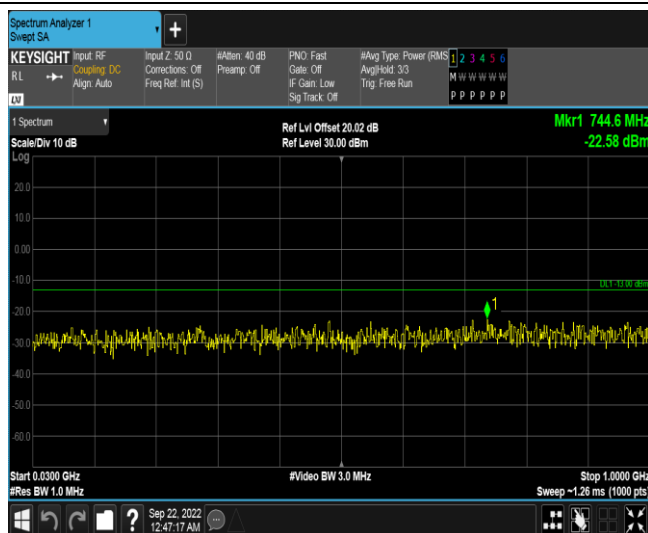 Spectrum Analyzer 1
Swept SA
+
KEYSIGHT
RL
LXI
Input: RF
Coupling: DC
Align: Auto
Input Z: 50 Ω
Corrections: Off
Freq Ref: Int (S)
#Atten: 40 dB
Preamp: Off
PNO: Fast
Gate: Off
IF Gain: Low
Sig Track: Off
#Avg Type: Power (RMS
Avg|Hold: 3/3
Trig: Free Run
1 2 3 4 5 6
M W W W W W
P P P P P P
1 Spectrum
Scale/Div 10 dB
Ref Lvl Offset 20.02 dB
Ref Level 30.00 dBm
Mkr1 744.6 MHz
-22.58 dBm
Log
20.0
10.0
0.00
-10.0
DL1 -13.00 dBm
-20.0
1
-30.0
-40.0
-50.0
-60.0
Start 0.0300 GHz
#Video BW 3.0 MHz
Stop 1.0000 GHz
#Res BW 1.0 MHz
Sweep ~1.26 ms (1000 pts)
?
Sep 22, 2022
12:47:17 AM